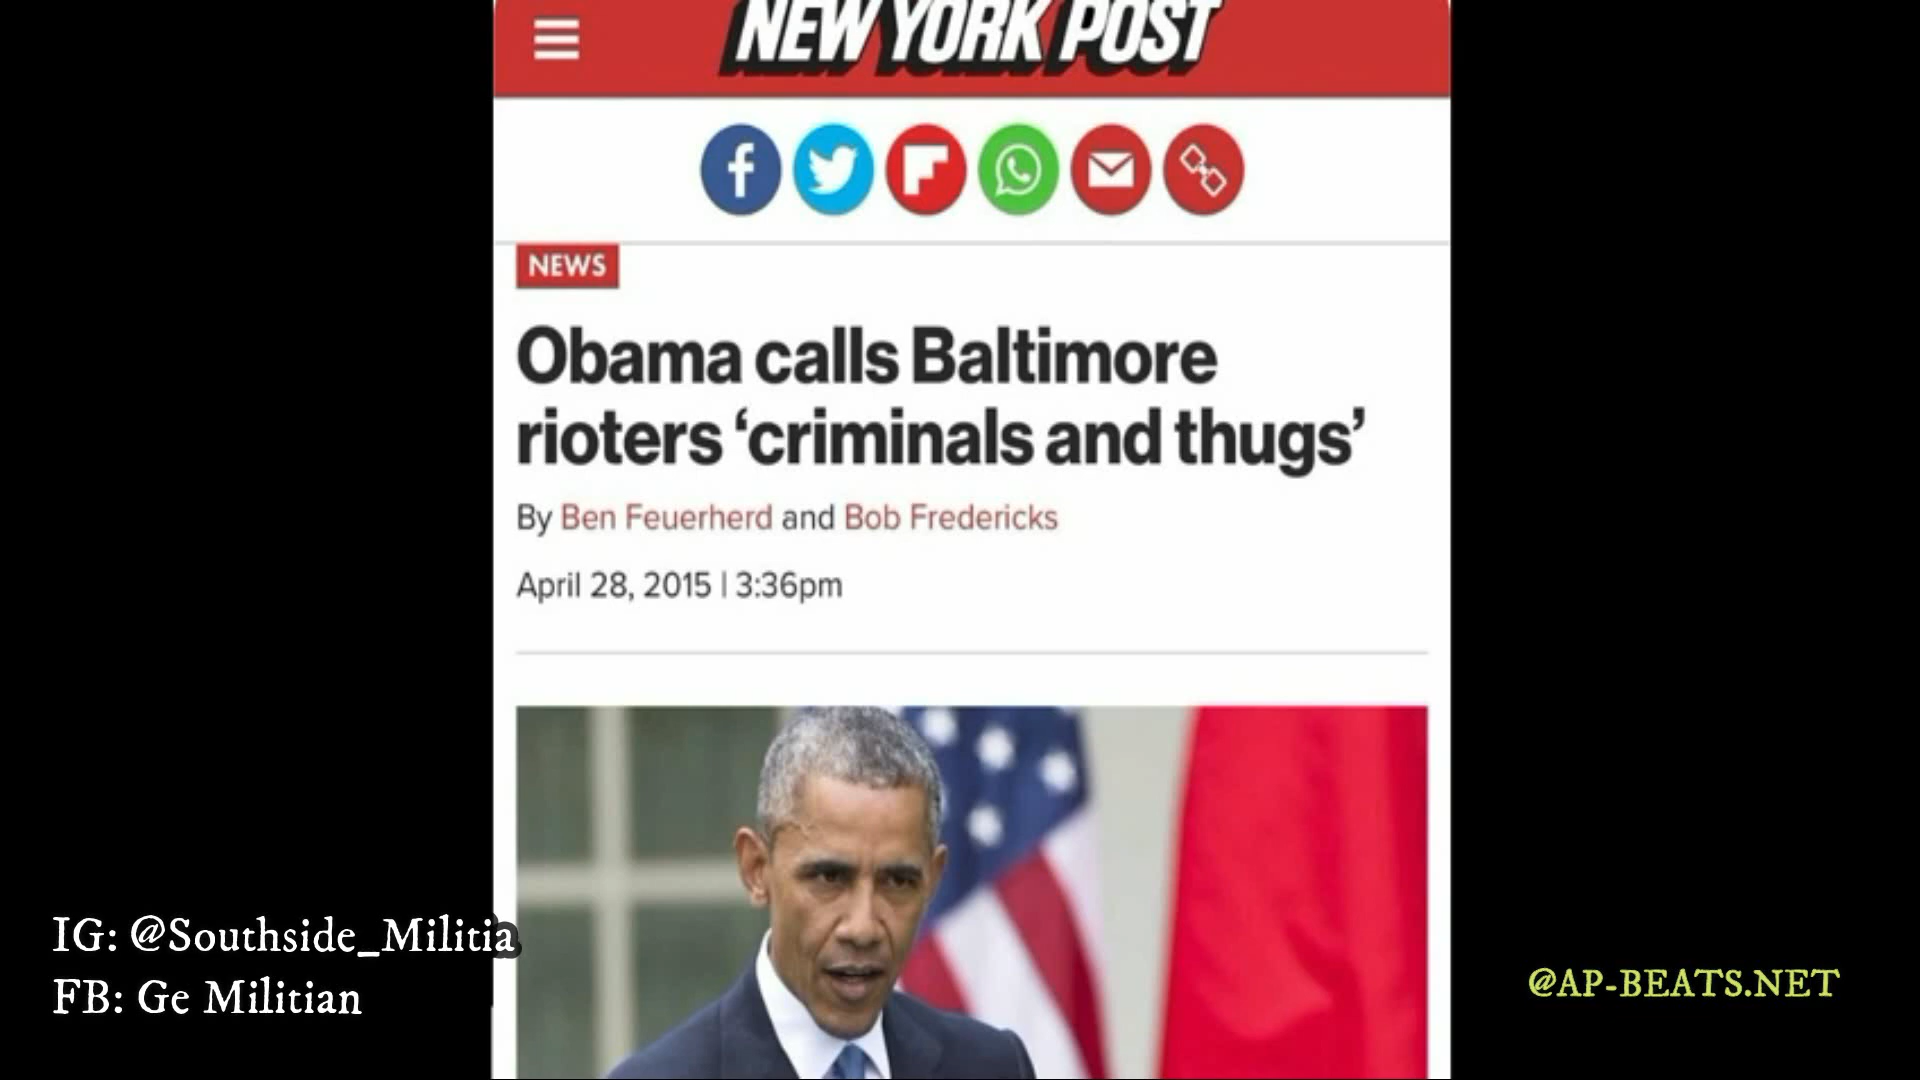 NEW YORK POST
NEWS
Obama calls Baltimore
rioters ‘criminals and thugs’
By Ben Feuerherd and Bob Fredericks
April 28, 2015 | 3:36pm
IG: @Southside_Militia
FB: Ge Militian
@AP-BEATS.NET